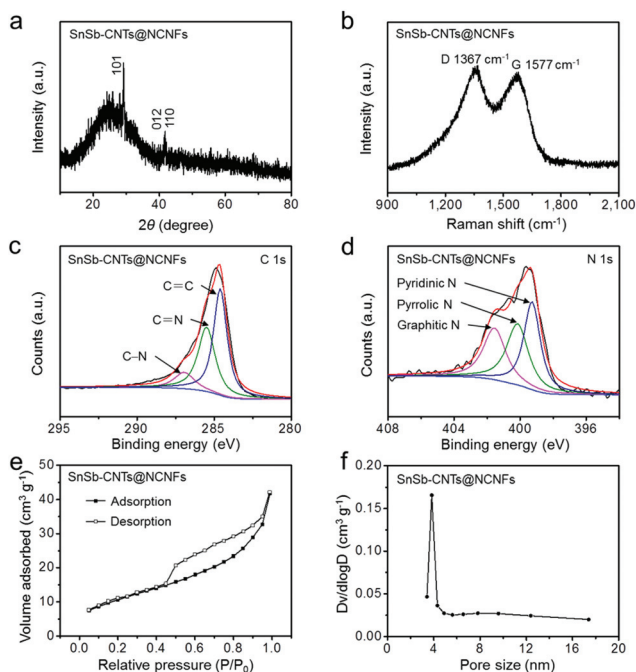 a
SnSb-CNTs@NCNFs
101
012
110
Intensity (a.u.)
20 40 60 80
2θ (degree)
b
SnSb-CNTs@NCNFs
D 1367 cm⁻¹
G 1577 cm⁻¹
Intensity (a.u.)
900 1,200 1,500 1,800 2,100
Raman shift (cm⁻¹)
c
SnSb-CNTs@NCNFs C 1s
C=C
C=N
C–N
Counts (a.u.)
295 290 285 280
Binding energy (eV)
d
SnSb-CNTs@NCNFs N 1s
Pyridinic N
Pyrrolic N
Graphitic N
Counts (a.u.)
408 404 400 396
Binding energy (eV)
e
SnSb-CNTs@NCNFs
Adsorption
Desorption
Volume adsorbed (cm³ g⁻¹)
60
50
40
30
20
10
0
0.0 0.2 0.4 0.6 0.8 1.0
Relative pressure (P/P₀)
f
SnSb-CNTs@NCNFs
Dv/dlogD (cm³ g⁻¹)
0.20
0.15
0.10
0.05
0.00
0 4 8 12 16 20
Pore size (nm)